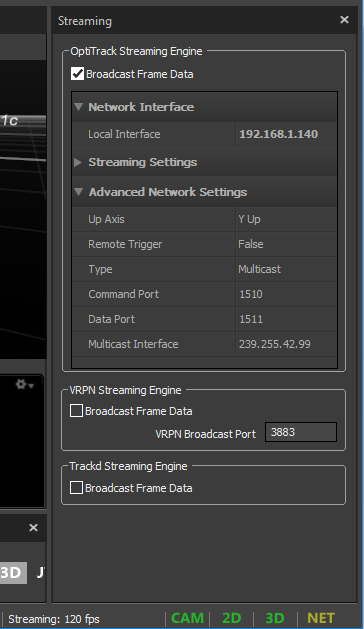 Streaming
OptiTrack Streaming Engine
Broadcast Frame Data
1c
Network Interface
Local Interface 192.168.1.140
Streaming Settings
Advanced Network Settings
Up Axis Y Up
Remote Trigger False
Type Multicast
Command Port 1510
Data Port 1511
Multicast Interface 239.255.42.99
VRPN Streaming Engine
Broadcast Frame Data
VRPN Broadcast Port 3883
Trackd Streaming Engine
Broadcast Frame Data
3D
Streaming: 120 fps CAM 2D 3D NET